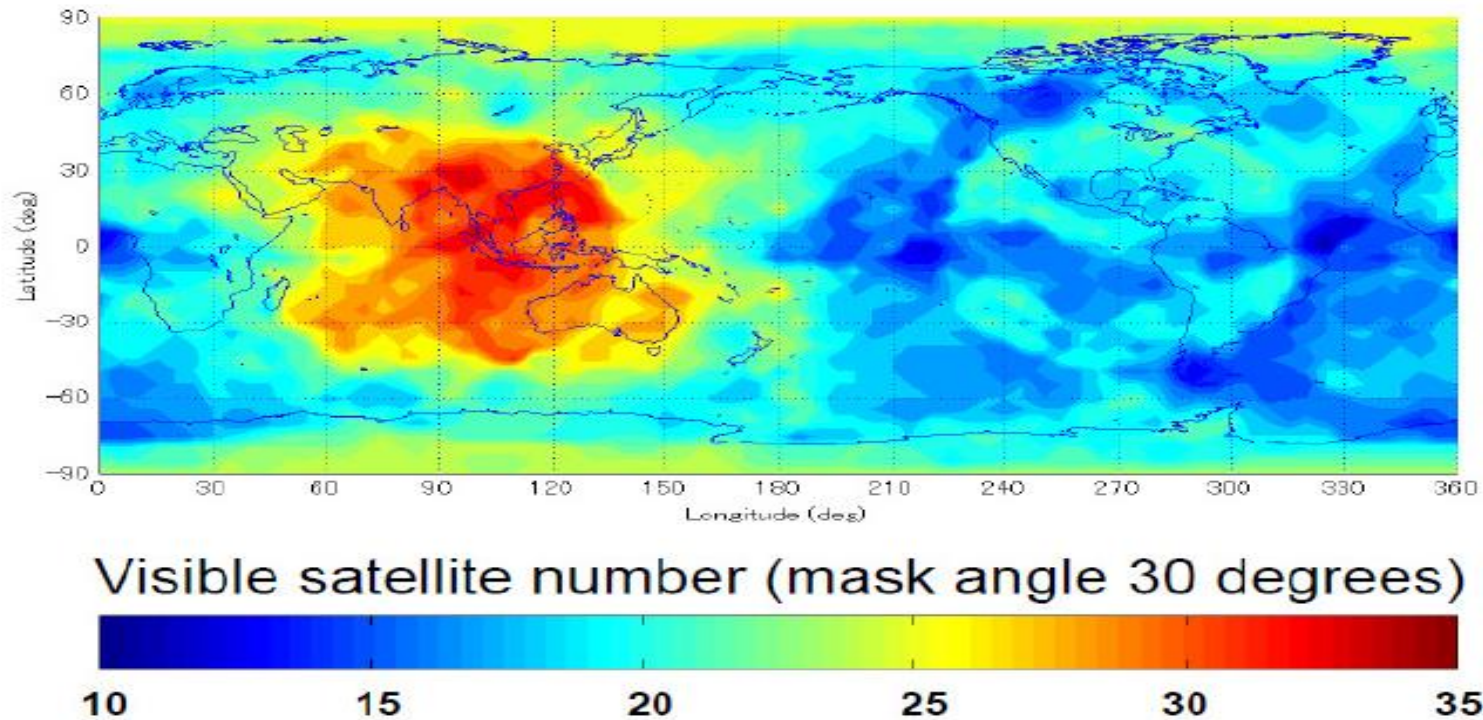 90
60
30
0
-30
-60
-90
Latitude (deg)
0 30 60 90 120 150 180 210 240 270 300 330 360
Longitude (deg)
Visible satellite number (mask angle 30 degrees)
10 15 20 25 30 35